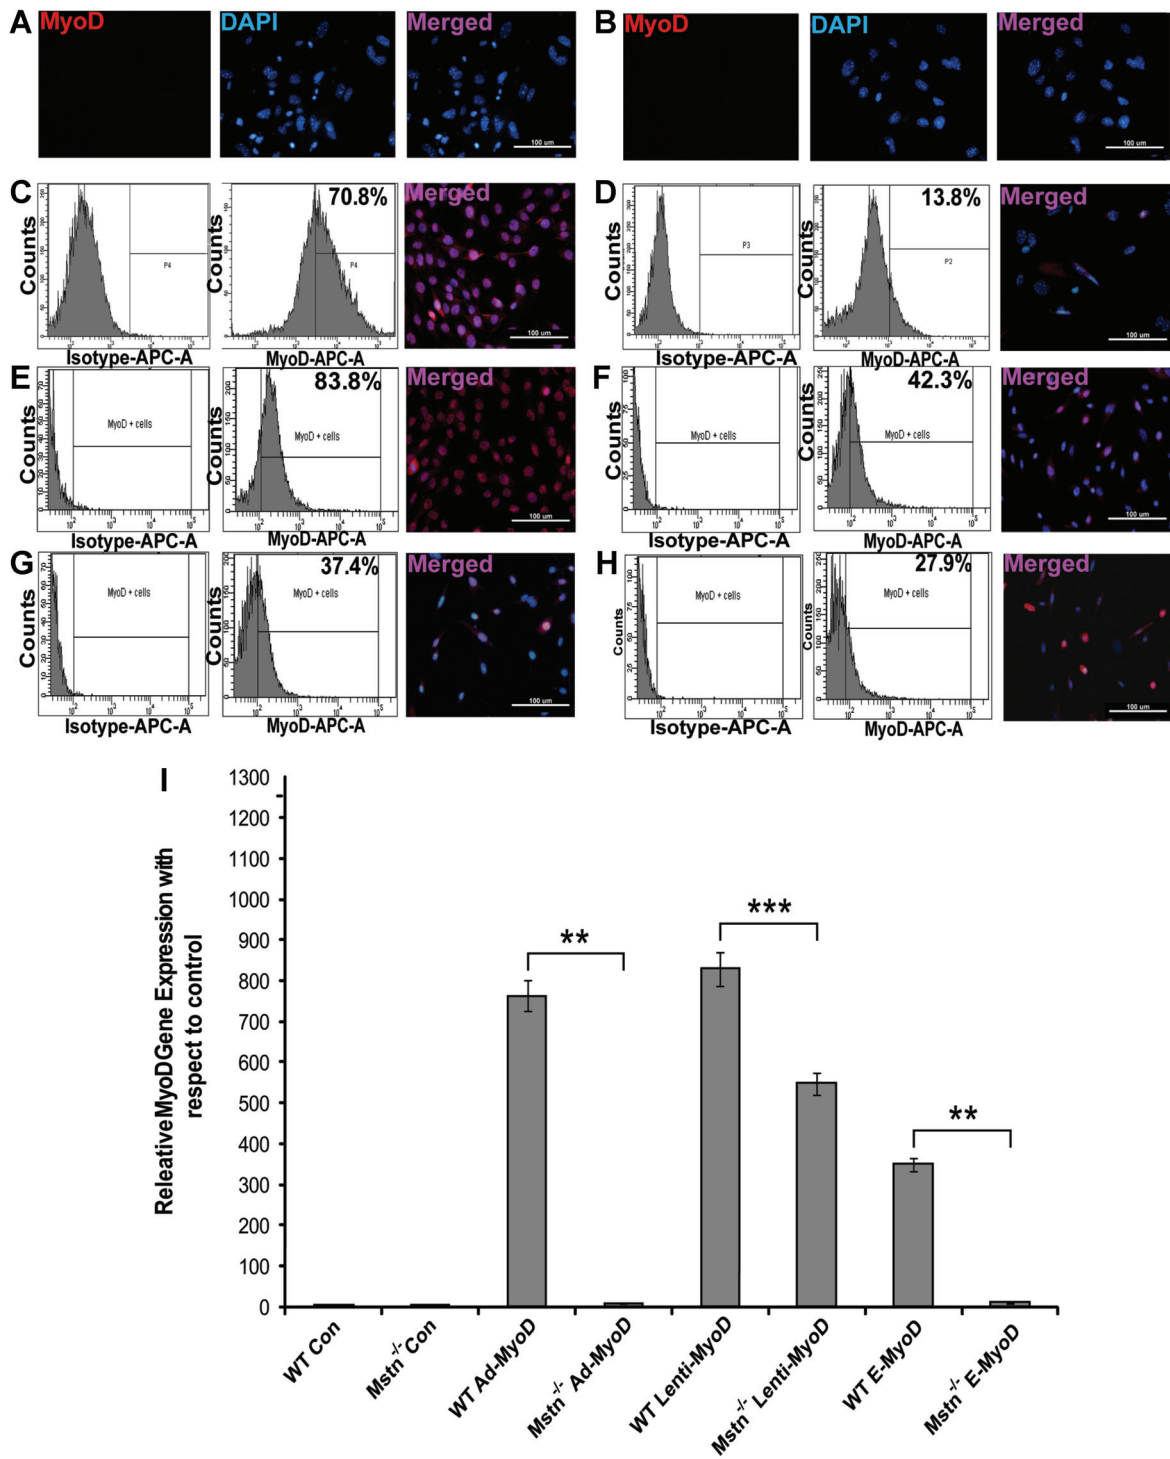 A MyoD DAPI Merged
100 um
B MyoD DAPI Merged
100 um
C Counts
P4
Isotype-APC-A
Counts
70.8%
P4
MyoD-APC-A
Merged
100 um
D Counts
P3
Isotype-APC-A
Counts
13.8%
P2
MyoD-APC-A
Merged
100 um
E Counts
MyoD + cells
Isotype-APC-A
Counts
83.8%
MyoD + cells
MyoD-APC-A
Merged
100 um
F Counts
MyoD + cells
Isotype-APC-A
Counts
42.3%
MyoD + cells
MyoD-APC-A
Merged
100 um
G Counts
MyoD + cells
Isotype-APC-A
Counts
37.4%
MyoD + cells
MyoD-APC-A
Merged
100 um
H Counts
MyoD + cells
Isotype-APC-A
Counts
27.9%
MyoD + cells
MyoD-APC-A
Merged
100 um
I
Releative MyoD Gene Expression with
respect to control
1300
1200
1100
1000
900
800
700
600
500
400
300
200
100
0
**
***
**
WT Con
Mstn-/- Con
WT Ad-MyoD
Mstn-/- Ad-MyoD
WT Lenti-MyoD
Mstn-/- Lenti-MyoD
WT E-MyoD
Mstn-/- E-MyoD